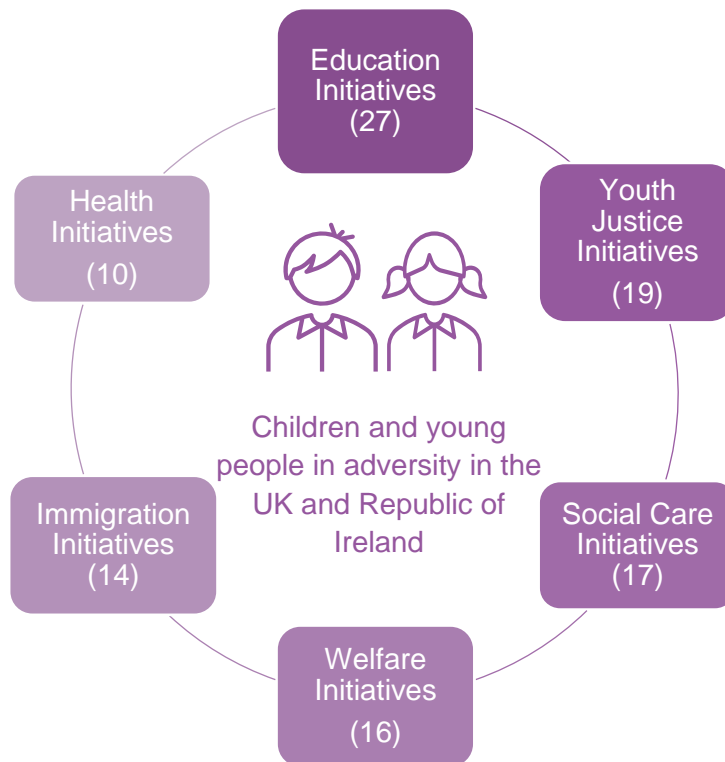 Education
Initiatives
(27)
Youth
Justice
Initiatives
(19)
Social Care
Initiatives
(17)
Welfare
Initiatives
(16)
Immigration
Initiatives
(14)
Health
Initiatives
(10)
Children and young
people in adversity in the
UK and Republic of
Ireland